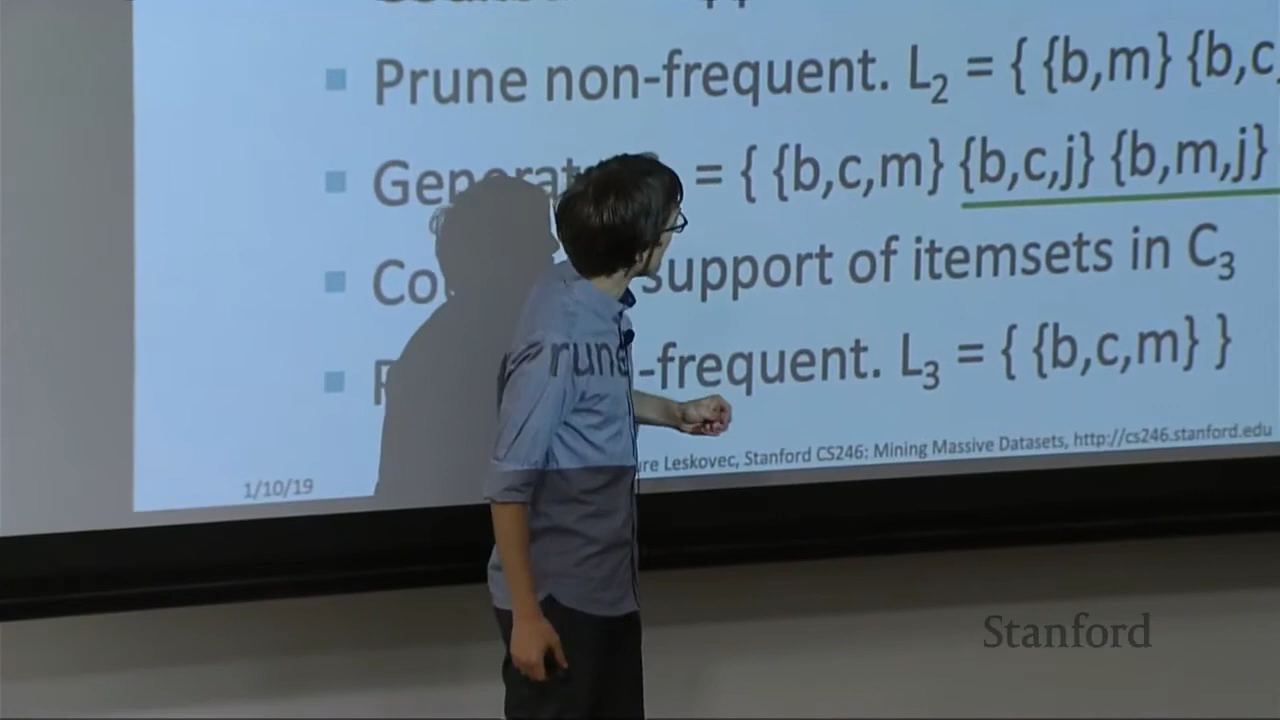 Prune non-frequent. L2 = { {b,m} {b,c
= { {b,c,m} {b,c,j} {b,m,j}
support of itemsets in C3
-frequent. L3 = { {b,c,m} }
Leskovec, Stanford CS246: Mining Massive Datasets, http://cs246.stanford.edu
1/10/19
Stanford